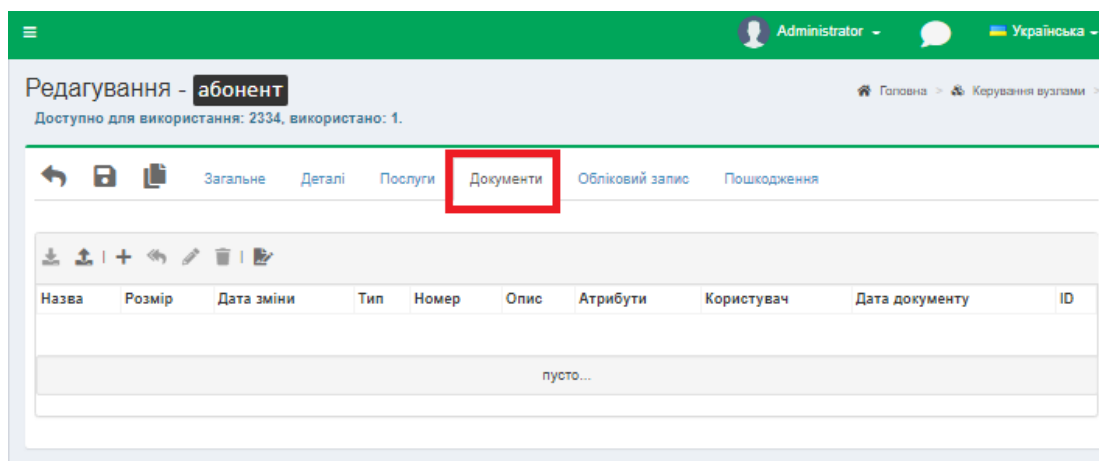 Administrator
Українська
Редагування - абонент
Головна > Керування вузлами >
Доступно для використання: 2334, використано: 1.
Загальне Деталі Послуги Документи Обліковий запис Пошкодження
Назва Розмір Дата зміни Тип Номер Опис Атрибути Користувач Дата документу ID
пусто...